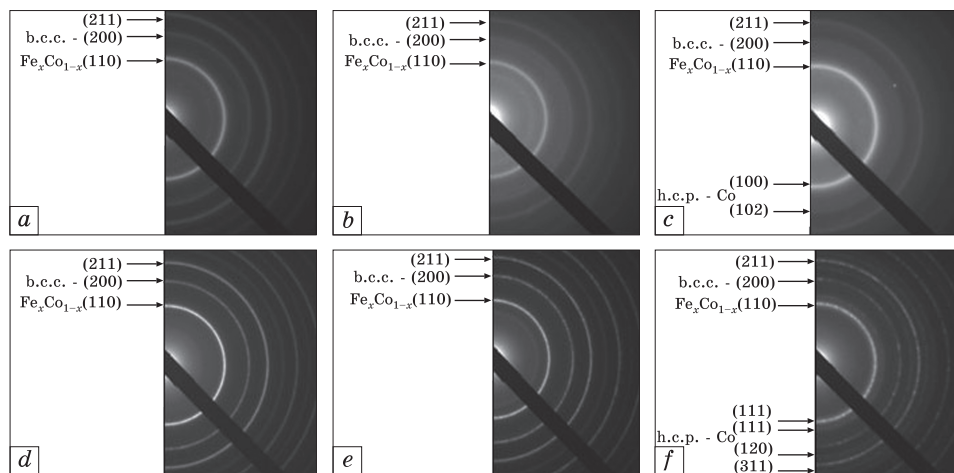 (211)
b.c.c. - (200)
FeₓCo₁₋ₓ(110)
a
(211)
b.c.c. - (200)
FeₓCo₁₋ₓ(110)
b
(211)
b.c.c. - (200)
FeₓCo₁₋ₓ(110)
(100)
h.c.p. - Co
(102)
c
(211)
b.c.c. - (200)
FeₓCo₁₋ₓ(110)
d
(211)
b.c.c. - (200)
FeₓCo₁₋ₓ(110)
e
(211)
b.c.c. - (200)
FeₓCo₁₋ₓ(110)
(111)
(111)
h.c.p. - Co
(120)
(311)
f